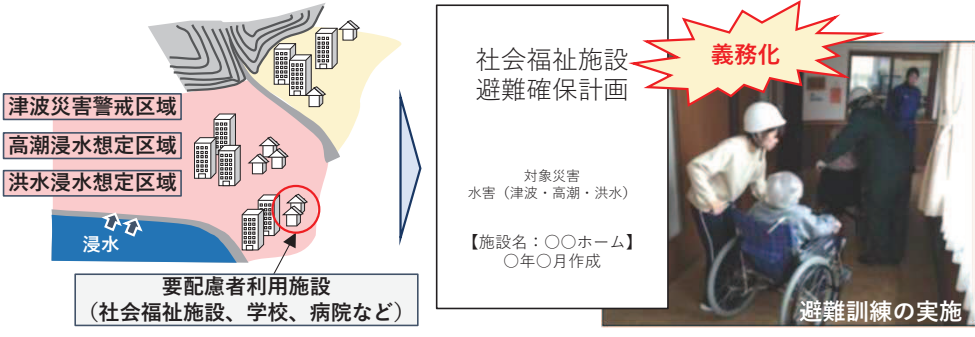 津波災害警戒区域
高潮浸水想定区域
洪水浸水想定区域
浸水
要配慮者利用施設
（社会福祉施設、学校、病院など）
社会福祉施設
避難確保計画
義務化
対象災害
水害（津波・高潮・洪水）
【施設名：〇〇ホーム】
〇年〇月作成
避難訓練の実施